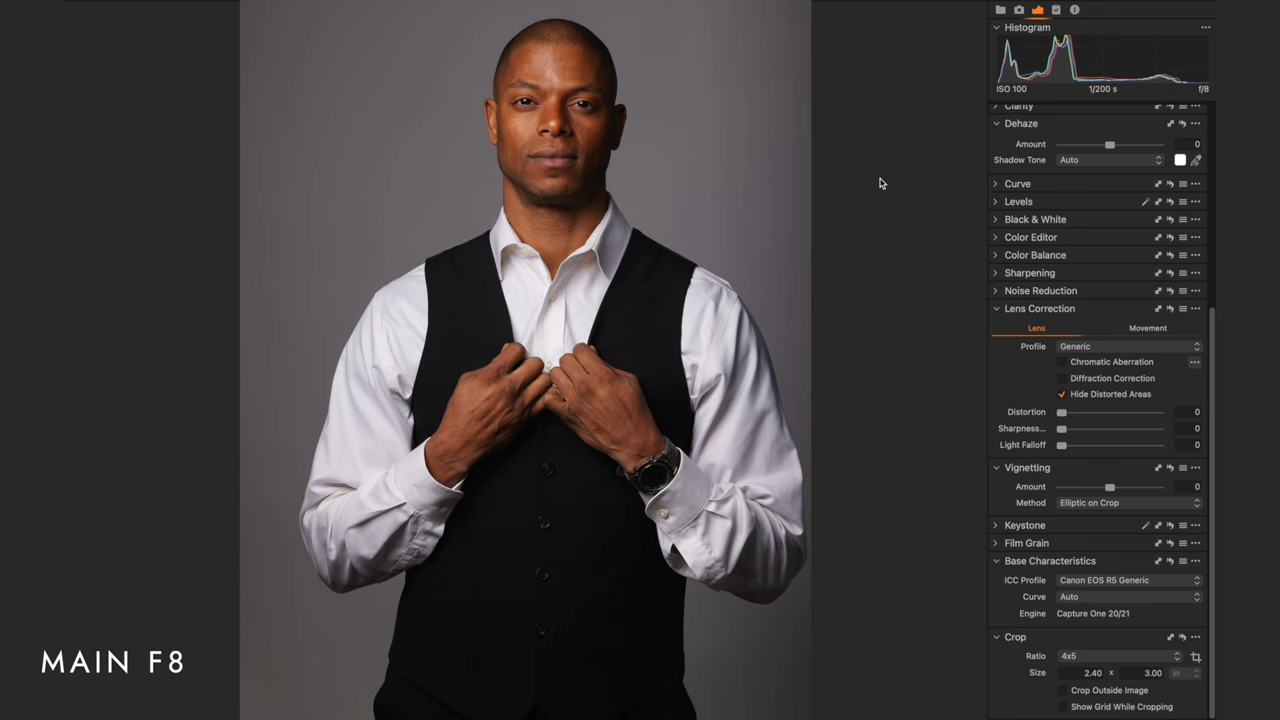 Histogram
ISO 100 1/200 s f/8
Clarity
Dehaze
Amount 0
Shadow Tone Auto
Curve
Levels
Black & White
Color Editor
Color Balance
Sharpening
Noise Reduction
Lens Correction
Lens Movement
Profile Generic
Chromatic Aberration
Diffraction Correction
Hide Distorted Areas
Distortion 0
Sharpness... 0
Light Falloff 0
Vignetting
Amount 0
Method Elliptic on Crop
Keystone
Film Grain
Base Characteristics
ICC Profile Canon EOS R5 Generic
Curve Auto
Engine Capture One 20/21
Crop
Ratio 4x5
Size 2.40 x 3.00 in
Crop Outside Image
Show Grid While Cropping
MAIN F8